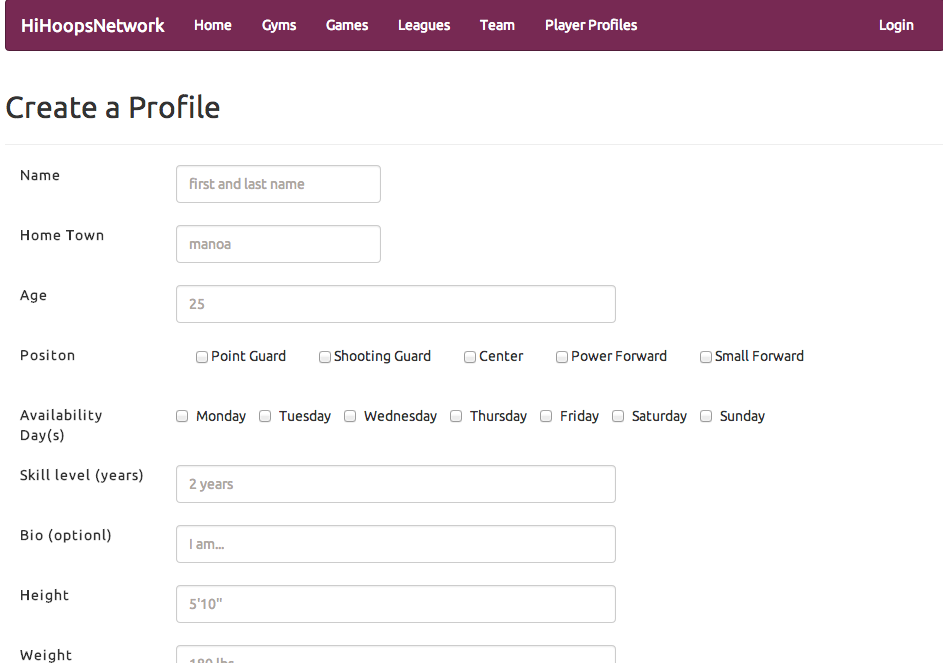 HiHoopsNetwork Home Gyms Games Leagues Team Player Profiles Login
Create a Profile
Name first and last name
Home Town manoa
Age 25
Positon Point Guard Shooting Guard Center Power Forward Small Forward
Availability
Day(s) Monday Tuesday Wednesday Thursday Friday Saturday Sunday
Skill level (years) 2 years
Bio (optionl) I am...
Height 5'10"
Weight 180 lbs